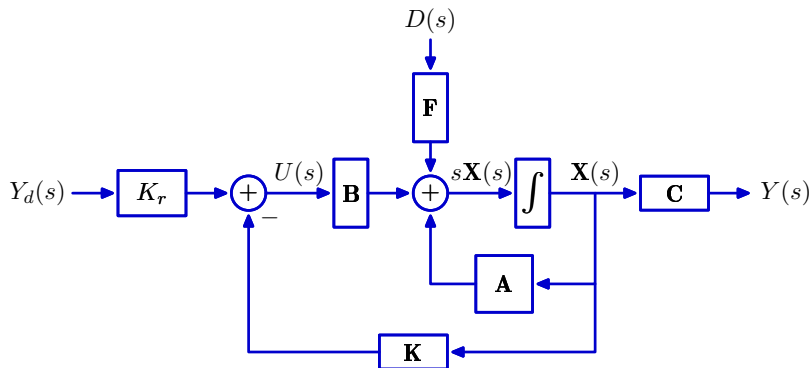 D(s)
F
Y_d(s) K_r + U(s) B + sX(s) ∫ X(s) C Y(s)
−
A
K